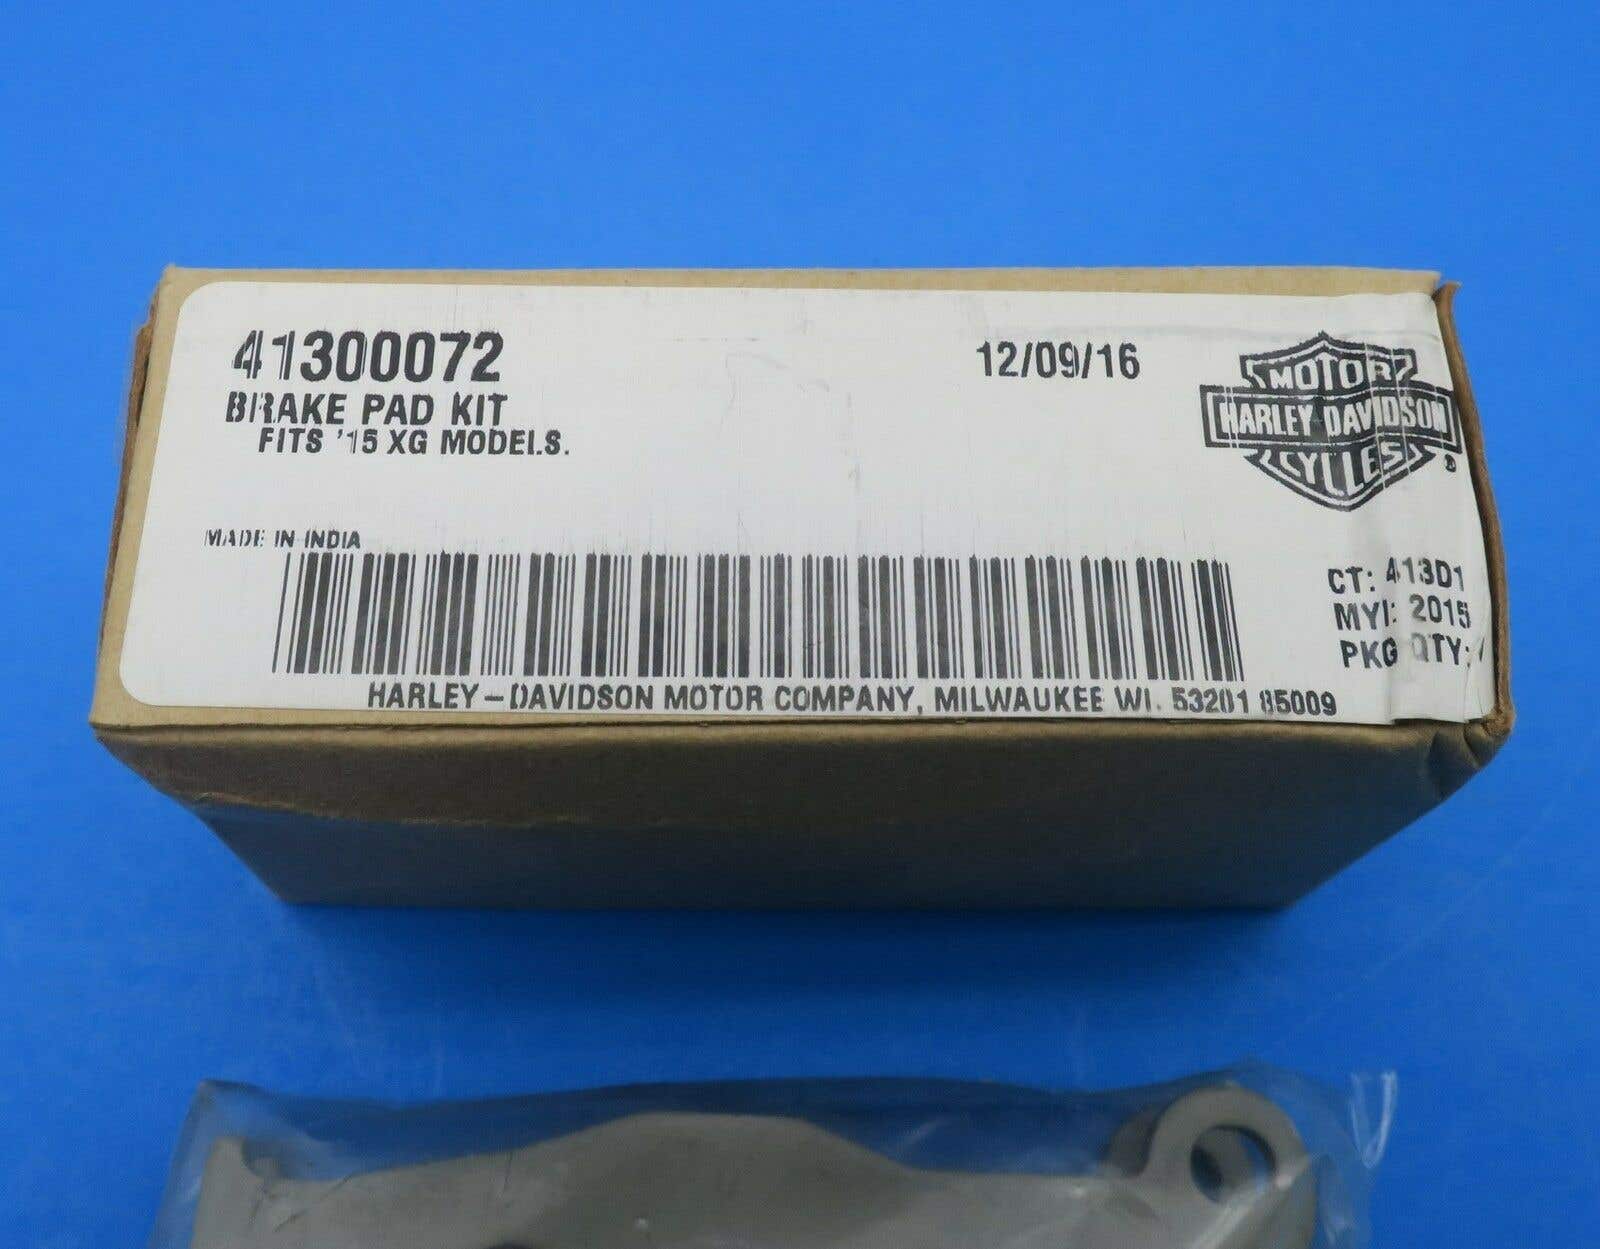 41300072
BRAKE PAD KIT
FITS '15 XG MODELS.
12/09/16
MOTOR
HARLEY-DAVIDSON
CYCLES
®
MADE IN INDIA
CT: 413D1
MYI: 2015
PKG QTY:
HARLEY-DAVIDSON MOTOR COMPANY, MILWAUKEE WI. 53201 85009